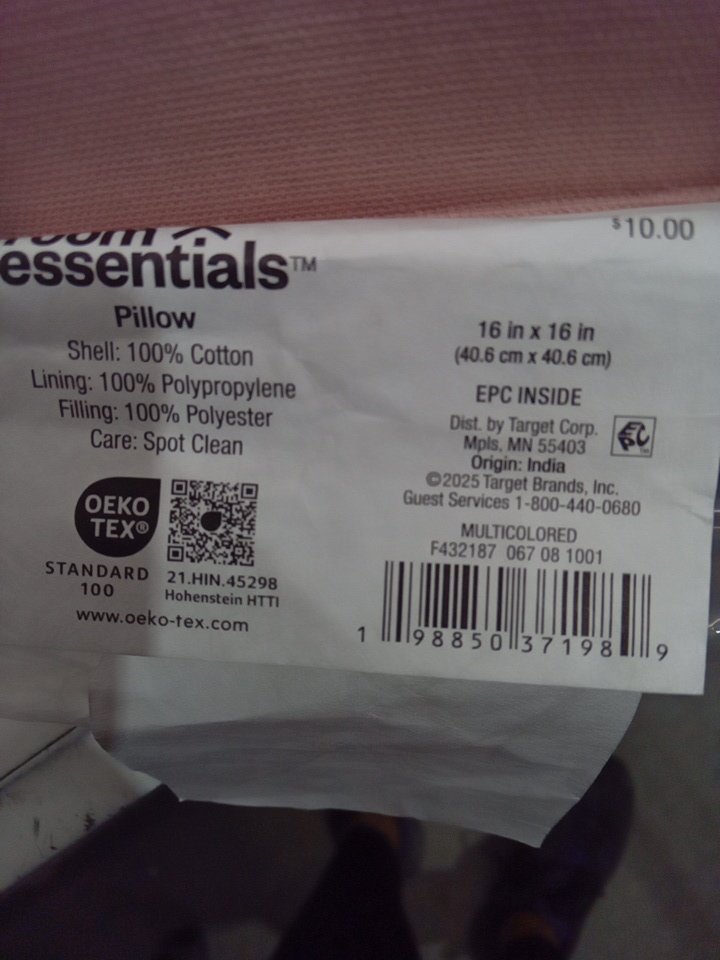 room
essentials™
$10.00
Pillow
Shell: 100% Cotton
Lining: 100% Polypropylene
Filling: 100% Polyester
Care: Spot Clean
OEKO
TEX®
STANDARD
100
21.HIN.45298
Hohenstein HTTI
www.oeko-tex.com
16 in x 16 in
(40.6 cm x 40.6 cm)
EPC INSIDE
Dist. by Target Corp.
Mpls, MN 55403
EPC™
Origin: India
©2025 Target Brands, Inc.
Guest Services 1-800-440-0680
MULTICOLORED
F432187 067 08 1001
1 98850 37198 9